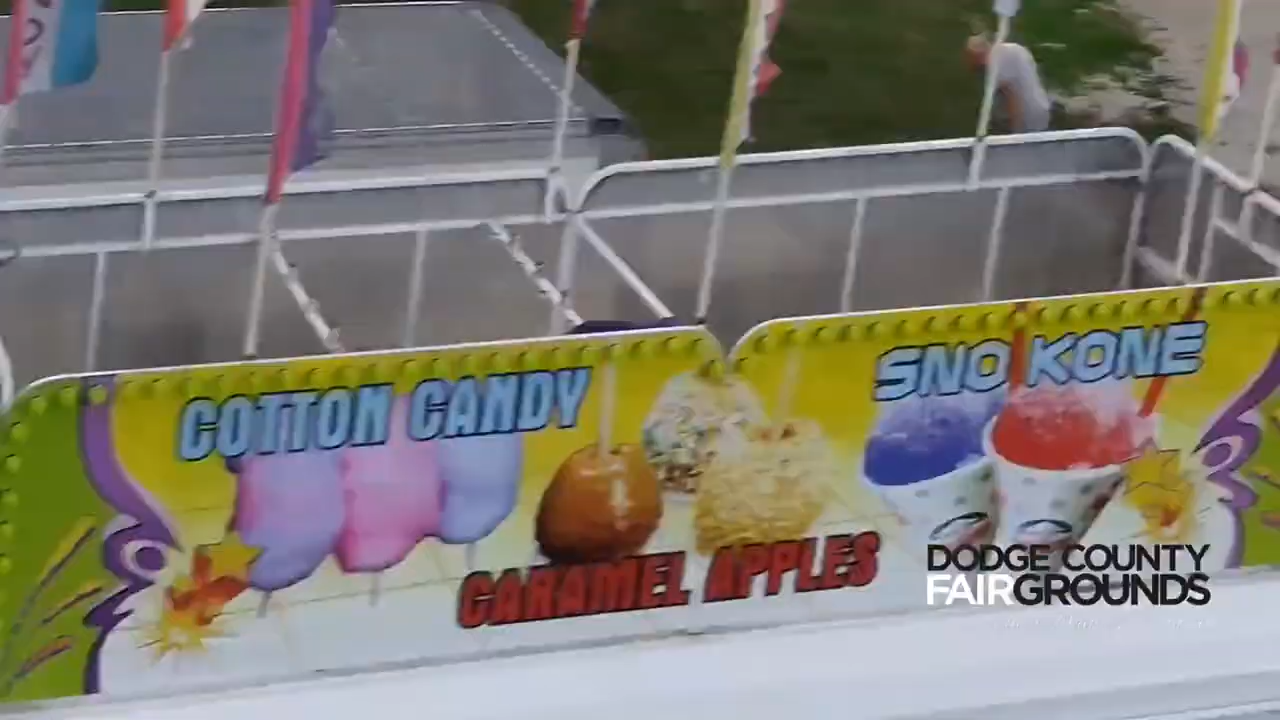 COTTON CANDY
SNO KONE
CARAMEL APPLES
DODGE COUNTY
FAIRGROUNDS